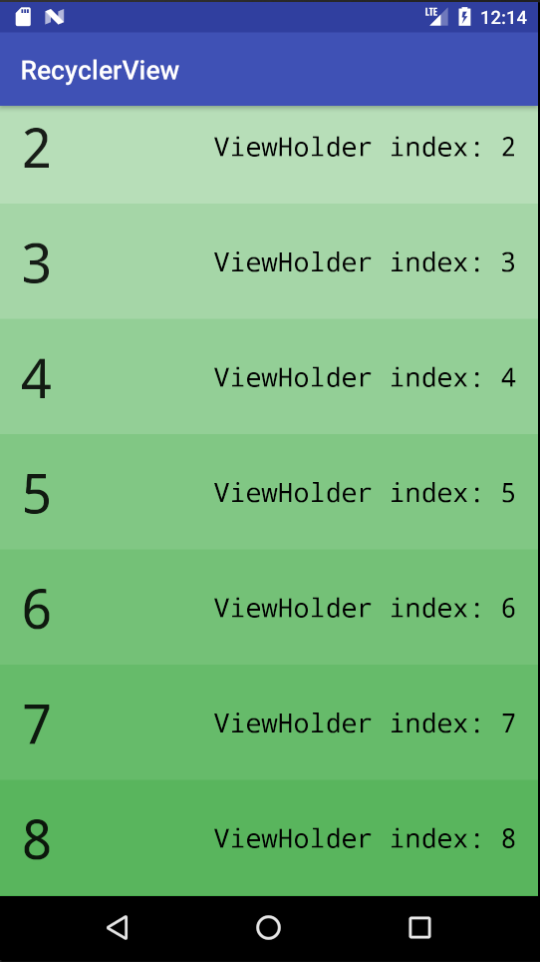 LTE 12:14
RecyclerView
2 ViewHolder index: 2
3 ViewHolder index: 3
4 ViewHolder index: 4
5 ViewHolder index: 5
6 ViewHolder index: 6
7 ViewHolder index: 7
8 ViewHolder index: 8